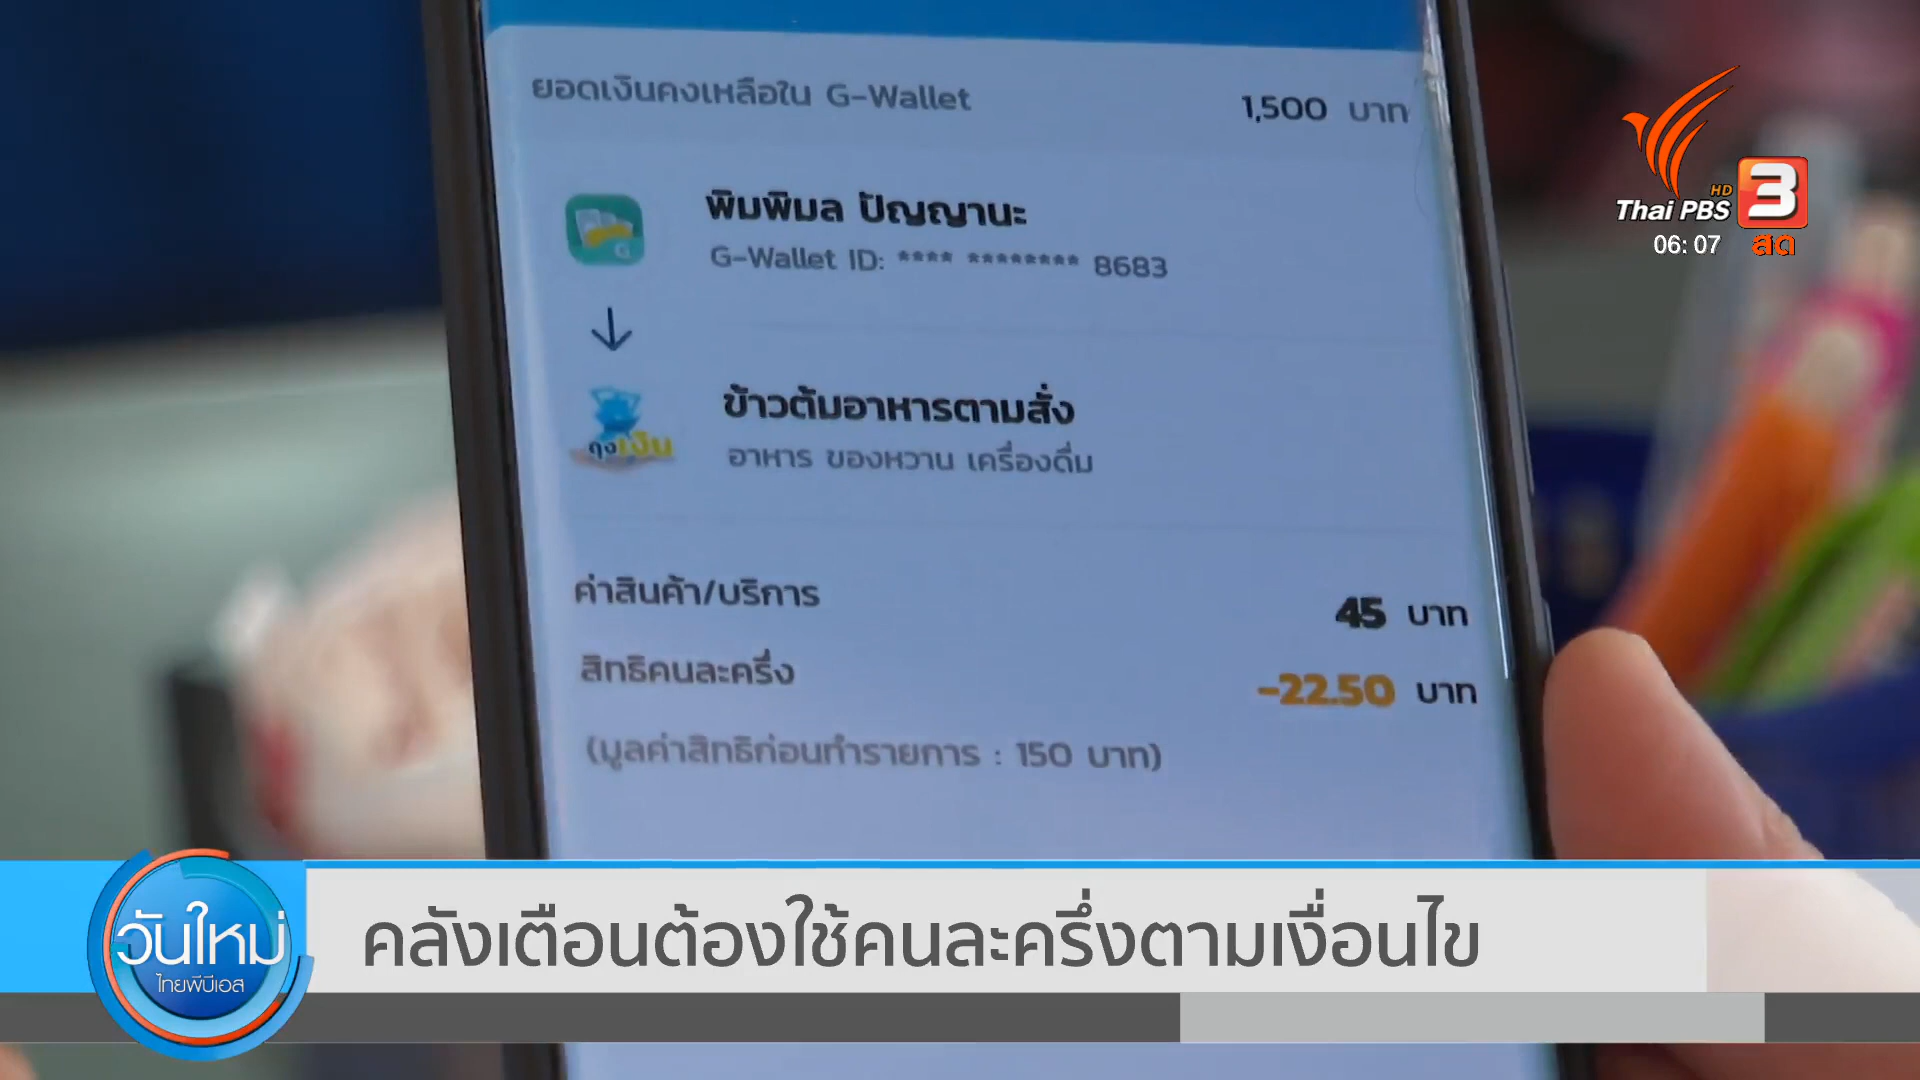 ยอดเงินคงเหลือใน G-Wallet 1,500 บาท
พิมพิมล ปัญญานะ
G-Wallet ID: **** ******** 8683
ถุงเงิน
ข้าวต้มอาหารตามสั่ง
อาหาร ของหวาน เครื่องดื่ม
ค่าสินค้า/บริการ 45 บาท
สิทธิคนละครึ่ง -22.50 บาท
(มูลค่าสิทธิก่อนทำรายการ : 150 บาท)
Thai PBS HD 3
06:07 สด
วันใหม่
ไทยพีบีเอส
คลังเตือนต้องใช้คนละครึ่งตามเงื่อนไข